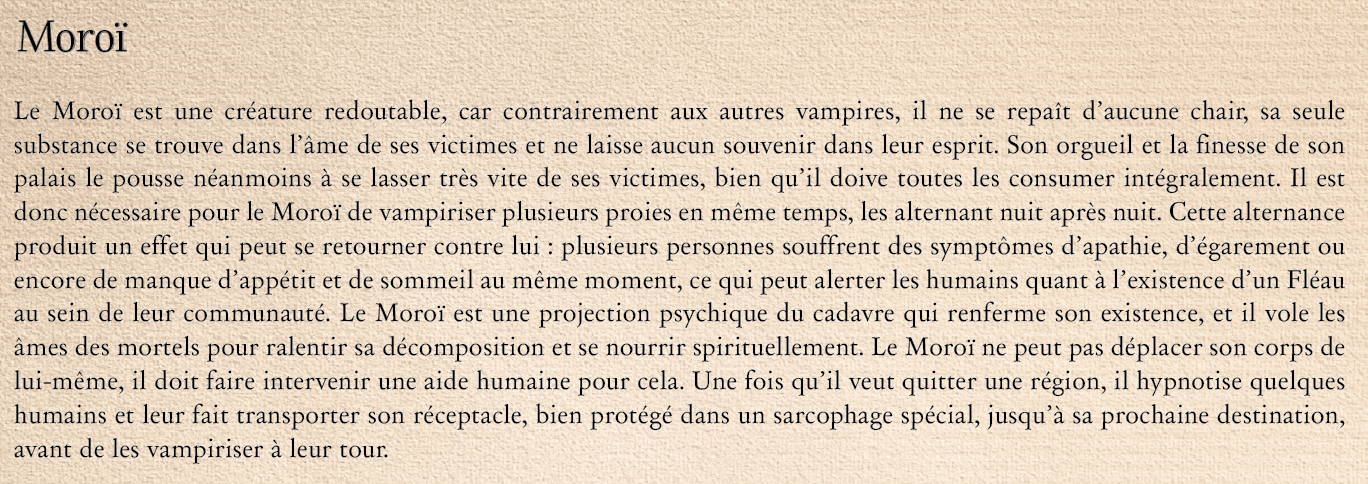 Moroï
Le Moroï est une créature redoutable, car contrairement aux autres vampires, il ne se repaît d’aucune chair, sa seule
substance se trouve dans l’âme de ses victimes et ne laisse aucun souvenir dans leur esprit. Son orgueil et la finesse de son
palais le pousse néanmoins à se lasser très vite de ses victimes, bien qu’il doive toutes les consumer intégralement. Il est
donc nécessaire pour le Moroï de vampiriser plusieurs proies en même temps, les alternant nuit après nuit. Cette alternance
produit un effet qui peut se retourner contre lui : plusieurs personnes souffrent des symptômes d’apathie, d’égarement ou
encore de manque d’appétit et de sommeil au même moment, ce qui peut alerter les humains quant à l’existence d’un Fléau
au sein de leur communauté. Le Moroï est une projection psychique du cadavre qui renferme son existence, et il vole les
âmes des mortels pour ralentir sa décomposition et se nourrir spirituellement. Le Moroï ne peut pas déplacer son corps de
lui-même, il doit faire intervenir une aide humaine pour cela. Une fois qu’il veut quitter une région, il hypnotise quelques
humains et leur fait transporter son réceptacle, bien protégé dans un sarcophage spécial, jusqu’à sa prochaine destination,
avant de les vampiriser à leur tour.